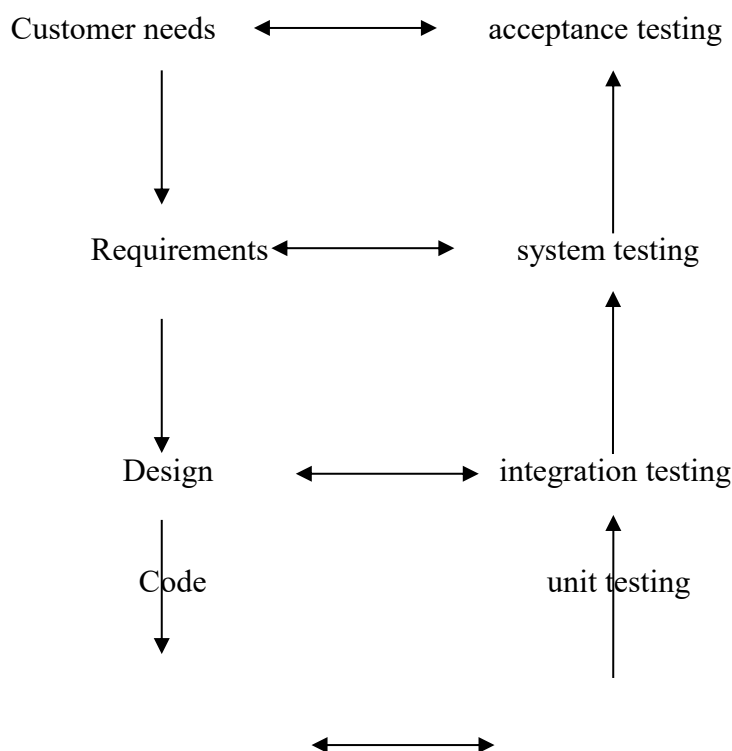 Customer needs acceptance testing
Requirements system testing
Design integration testing
Code unit testing